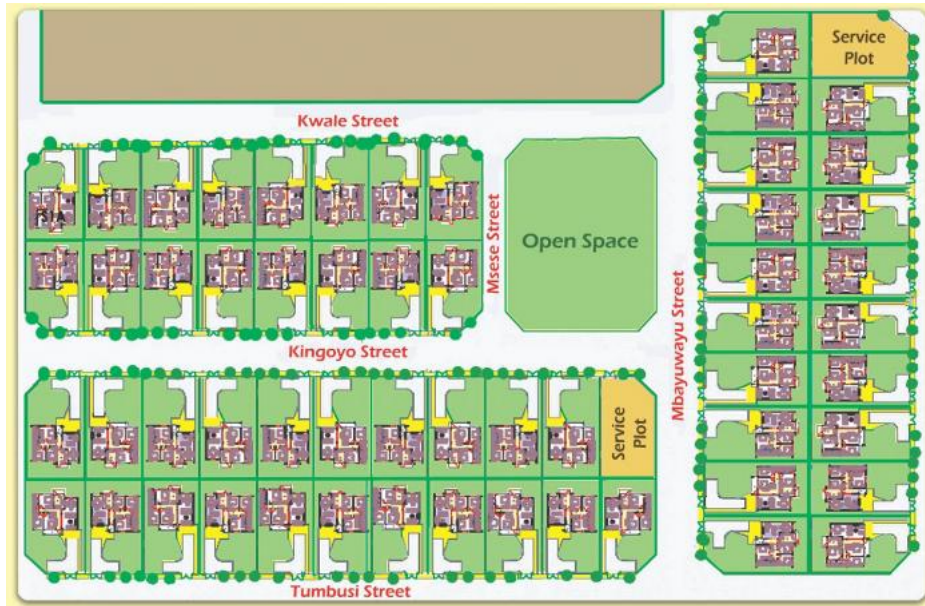 Service
Plot
Kwale Street
Msese Street
Open Space
Mbayuwayu Street
Kingoyo Street
Service
Plot
Tumbusi Street